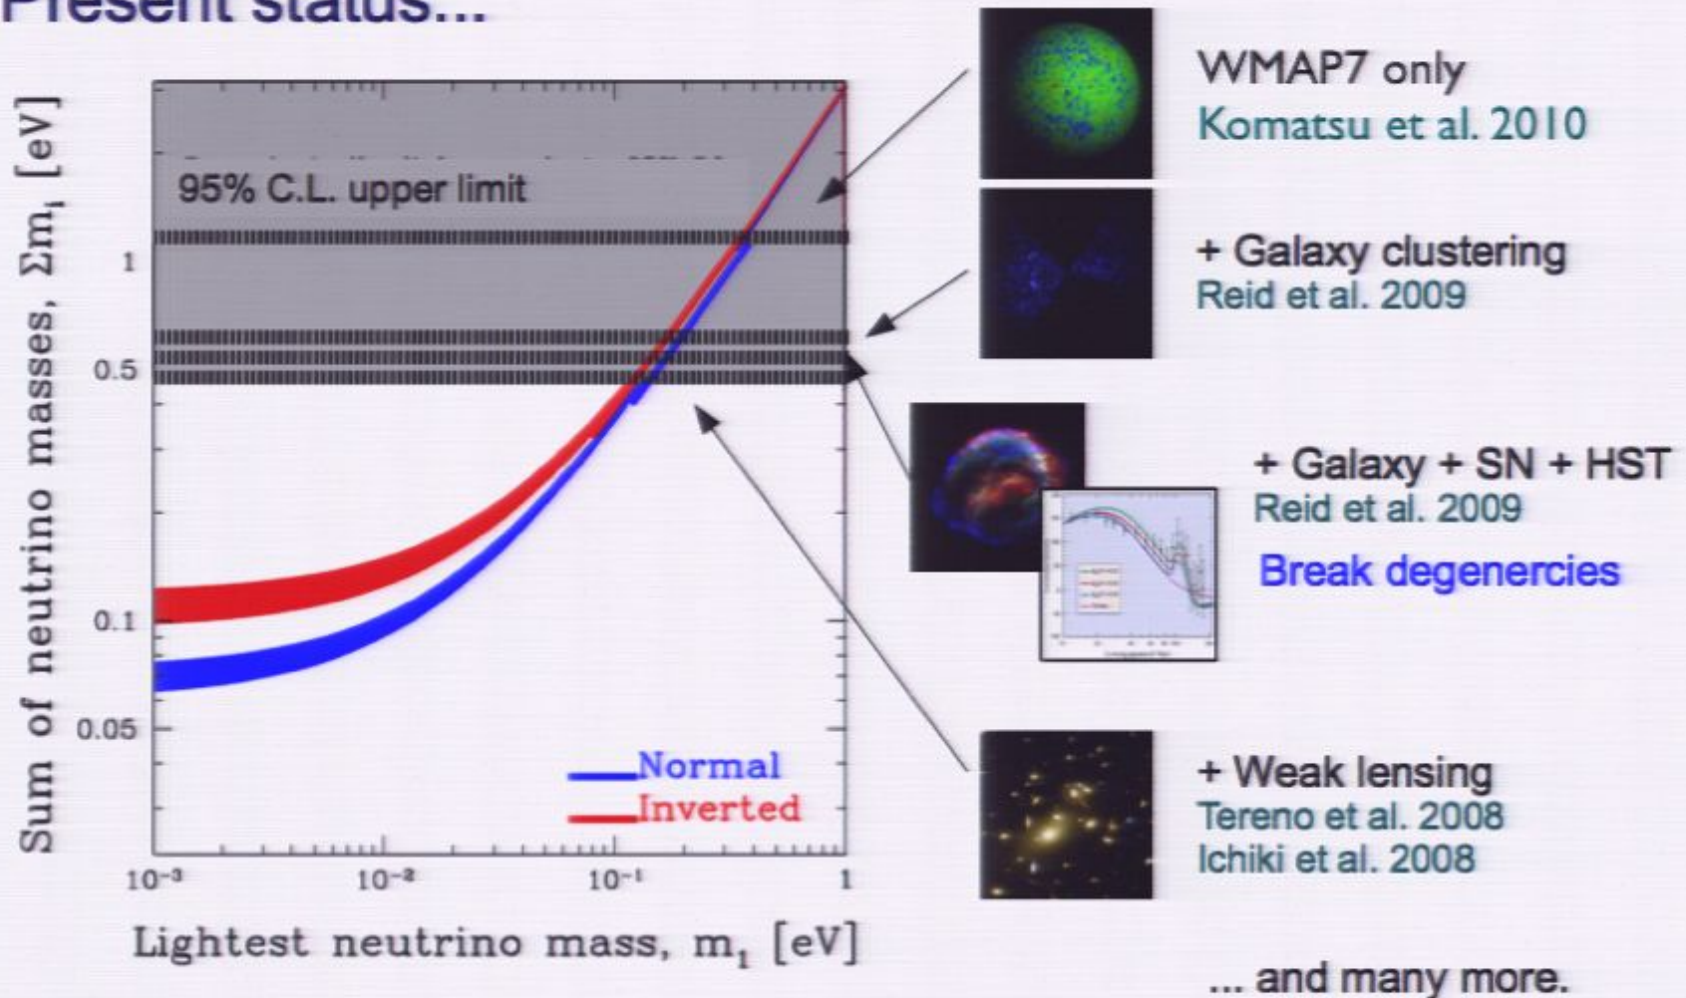 Present status...
95% C.L. upper limit
Sum of neutrino masses, Σmᵢ [eV]
1
0.5
0.1
0.05
Normal
Inverted
10⁻³
10⁻²
10⁻¹
1
Lightest neutrino mass, m₁ [eV]
WMAP7 only
Komatsu et al. 2010
+ Galaxy clustering
Reid et al. 2009
+ Galaxy + SN + HST
Reid et al. 2009
Break degenercies
+ Weak lensing
Tereno et al. 2008
Ichiki et al. 2008
... and many more.